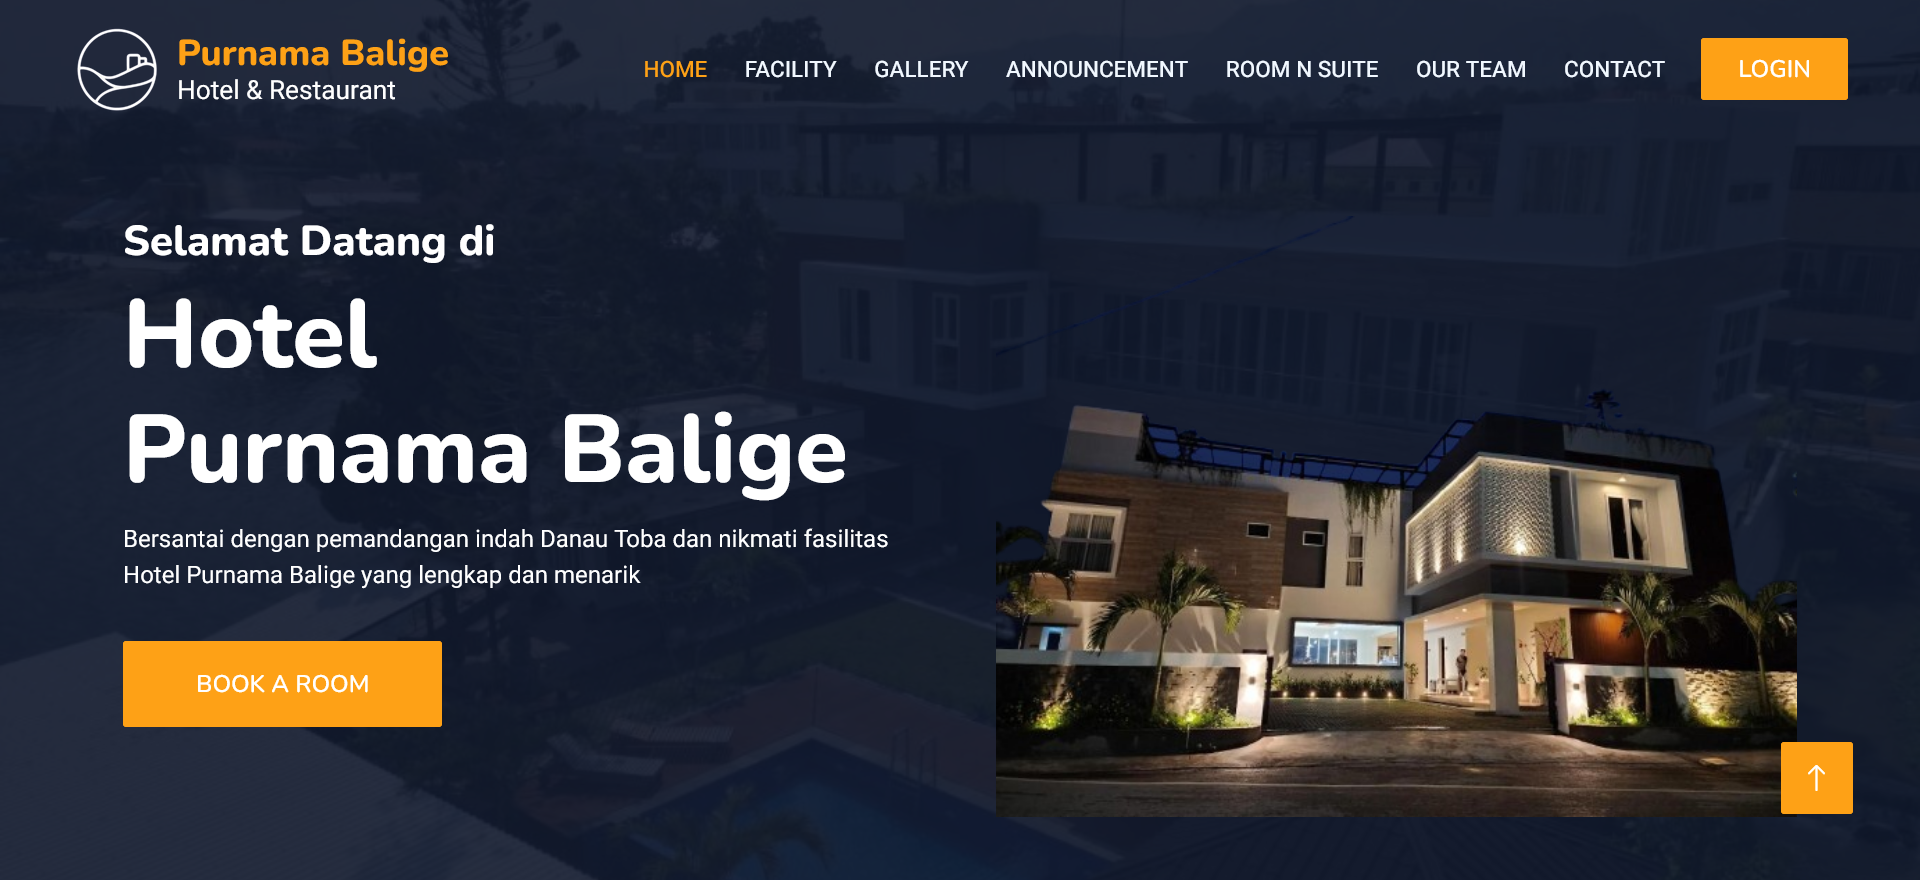 Purnama Balige
Hotel & Restaurant
HOME
FACILITY
GALLERY
ANNOUNCEMENT
ROOM N SUITE
OUR TEAM
CONTACT
LOGIN
Selamat Datang di
Hotel
Purnama Balige
Bersantai dengan pemandangan indah Danau Toba dan nikmati fasilitas
Hotel Purnama Balige yang lengkap dan menarik
BOOK A ROOM